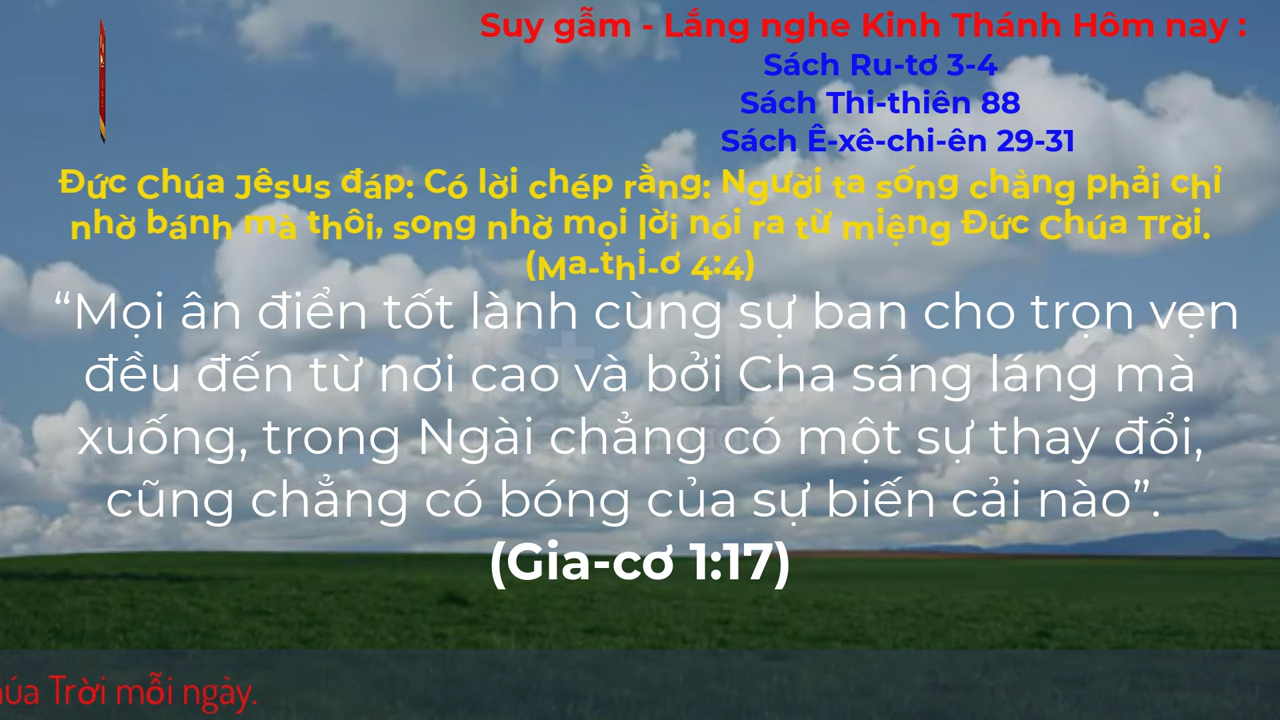 Suy gẫm - Lắng nghe Kinh Thánh Hôm nay :
Sách Ru-tơ 3-4
Sách Thi-thiên 88
Sách Ê-xê-chi-ên 29-31
Đức Chúa Jêsus đáp: Có lời chép rằng: Người ta sống chẳng phải chỉ
nhờ bánh mà thôi, song nhờ mọi lời nói ra từ miệng Đức Chúa Trời.
(Ma-thi-ơ 4:4)
“Mọi ân điển tốt lành cùng sự ban cho trọn vẹn
đều đến từ nơi cao và bởi Cha sáng láng mà
xuống, trong Ngài chẳng có một sự thay đổi,
cũng chẳng có bóng của sự biến cải nào”.
(Gia-cơ 1:17)
Trời mỗi ngày.